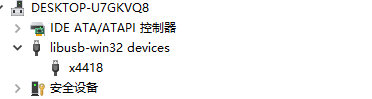 DESKTOP-U7GKVQ8
IDE ATA/ATAPI 控制器
libusb-win32 devices
x4418
安全设备